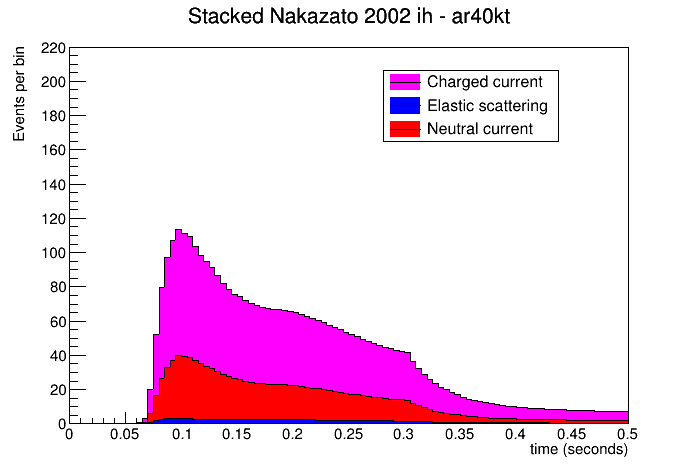 Stacked Nakazato 2002 ih - ar40kt
Events per bin
220
200
180
160
140
120
100
80
60
40
20
0
Charged current
Elastic scattering
Neutral current
0 0.05 0.1 0.15 0.2 0.25 0.3 0.35 0.4 0.45 0.5
time (seconds)